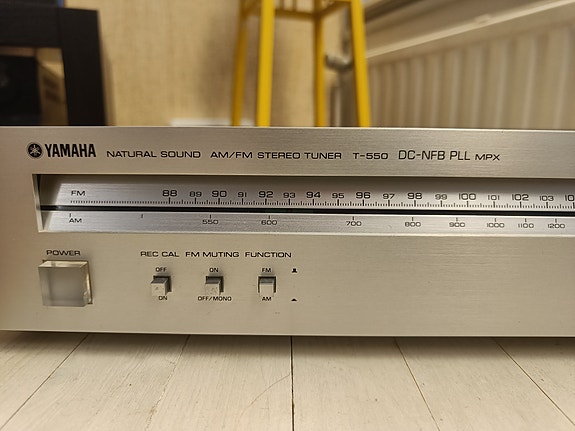 YAMAHA NATURAL SOUND AM/FM STEREO TUNER T-550 DC-NFB PLL MPX
FM 88 89 90 91 92 93 94 95 96 97 98 99 100 101 102 103
AM 550 600 700 800 900 1000 1100 1200
POWER REC CAL FM MUTING FUNCTION
OFF ON FM
ON OFF/MONO AM